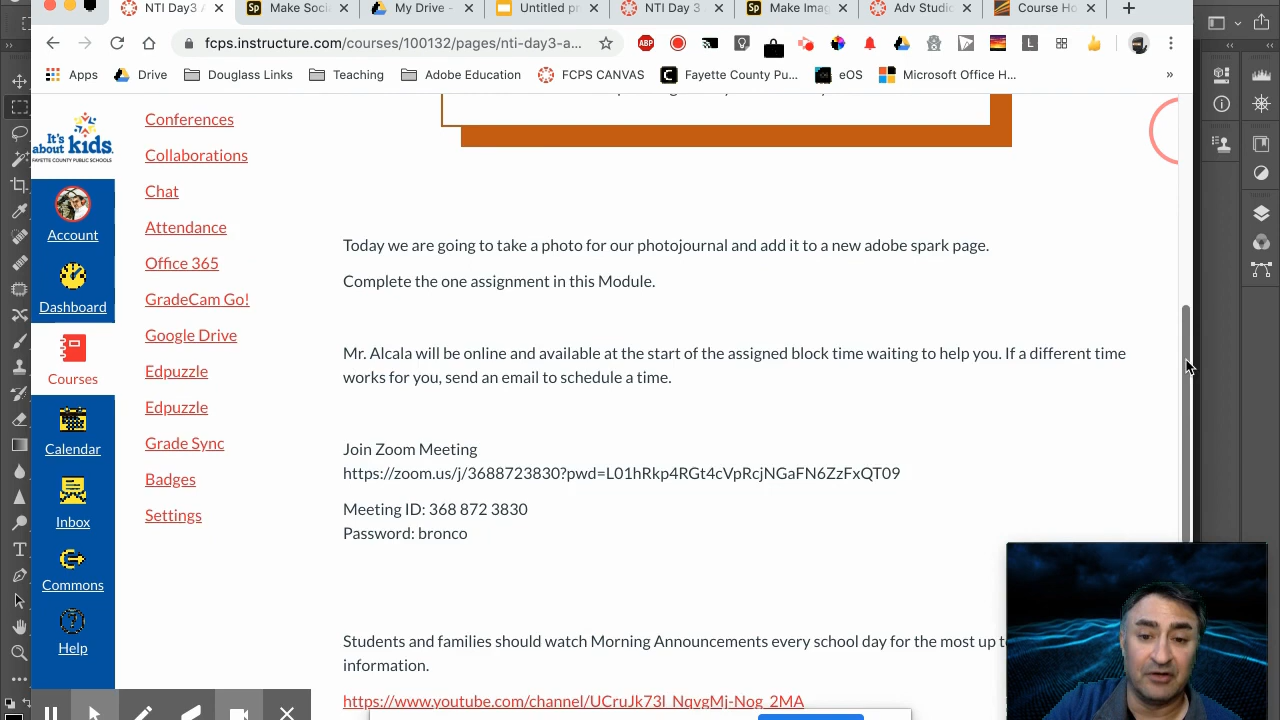 NTI Day3 A
Make Soci
My Drive -
Untitled pr
NTI Day 3
Make Imag
Adv Studi
Course Ho
fcps.instructure.com/courses/100132/pages/nti-day3-a...
Apps
Drive
Douglass Links
Teaching
Adobe Education
FCPS CANVAS
Fayette County Pu...
eOS
Microsoft Office H...
»
It's about kids
FAYETTE COUNTY PUBLIC SCHOOLS
Account
Dashboard
Courses
Calendar
Inbox
Commons
Help
Conferences
Collaborations
Chat
Attendance
Office 365
GradeCam Go!
Google Drive
Edpuzzle
Edpuzzle
Grade Sync
Badges
Settings
Today we are going to take a photo for our photojournal and add it to a new adobe spark page.
Complete the one assignment in this Module.
Mr. Alcala will be online and available at the start of the assigned block time waiting to help you. If a different time
works for you, send an email to schedule a time.
Join Zoom Meeting
https://zoom.us/j/3688723830?pwd=L01hRkp4RGt4cVpRcjNGaFN6ZzFxQT09
Meeting ID: 368 872 3830
Password: bronco
Students and families should watch Morning Announcements every school day for the most up to
information.
https://www.youtube.com/channel/UCruJk73l_NqvgMj-Nog_2MA